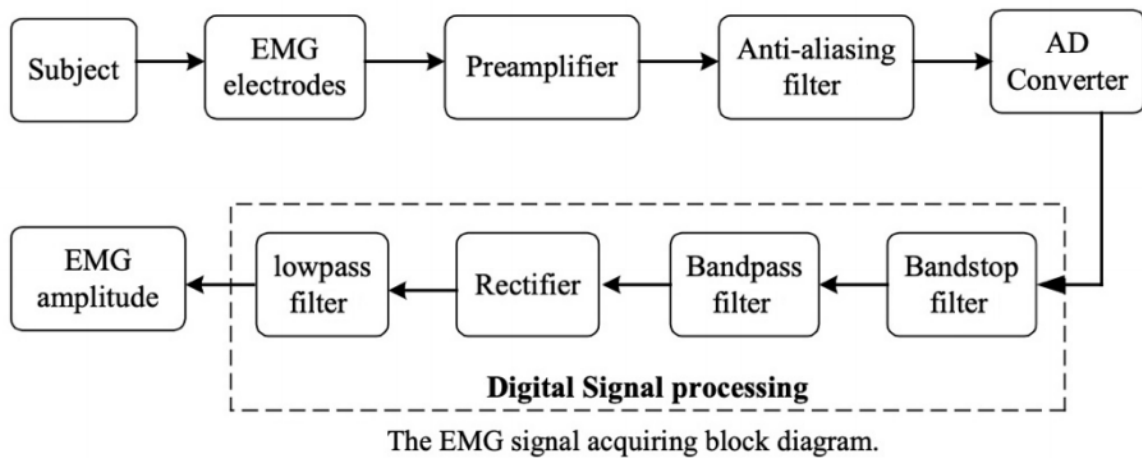 Subject
EMG
electrodes
Preamplifier
Anti-aliasing
filter
AD
Converter
EMG
amplitude
lowpass
filter
Rectifier
Bandpass
filter
Bandstop
filter
Digital Signal processing
The EMG signal acquiring block diagram.